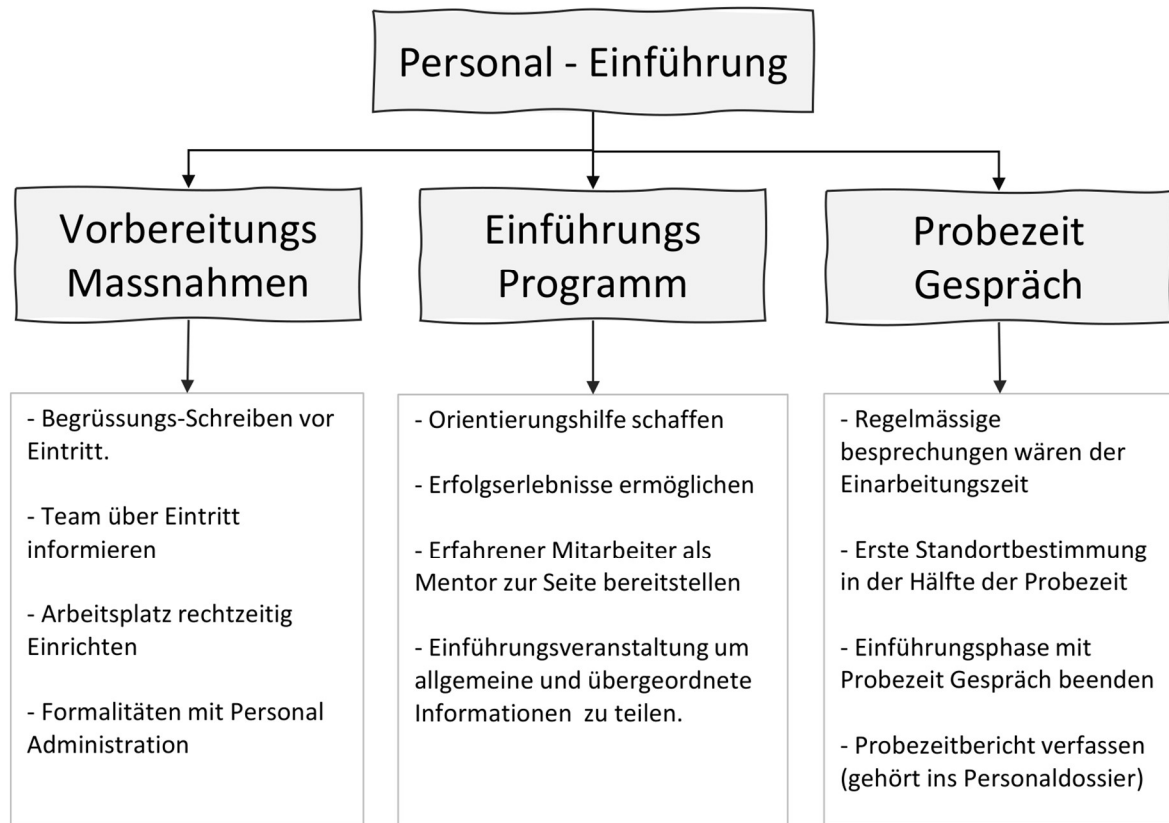 Personal - Einführung
Vorbereitungs
Massnahmen
- Begrüssungs-Schreiben vor
Eintritt.
- Team über Eintritt
informieren
- Arbeitsplatz rechtzeitig
Einrichten
- Formalitäten mit Personal
Administration
Einführungs
Programm
- Orientierungshilfe schaffen
- Erfolgserlebnisse ermöglichen
- Erfahrener Mitarbeiter als
Mentor zur Seite bereitstellen
- Einführungsveranstaltung um
allgemeine und übergeordnete
Informationen  zu teilen.
Probezeit
Gespräch
- Regelmässige
besprechungen wären der
Einarbeitungszeit
- Erste Standortbestimmung
in der Hälfte der Probezeit
- Einführungsphase mit
Probezeit Gespräch beenden
- Probezeitbericht verfassen
(gehört ins Personaldossier)